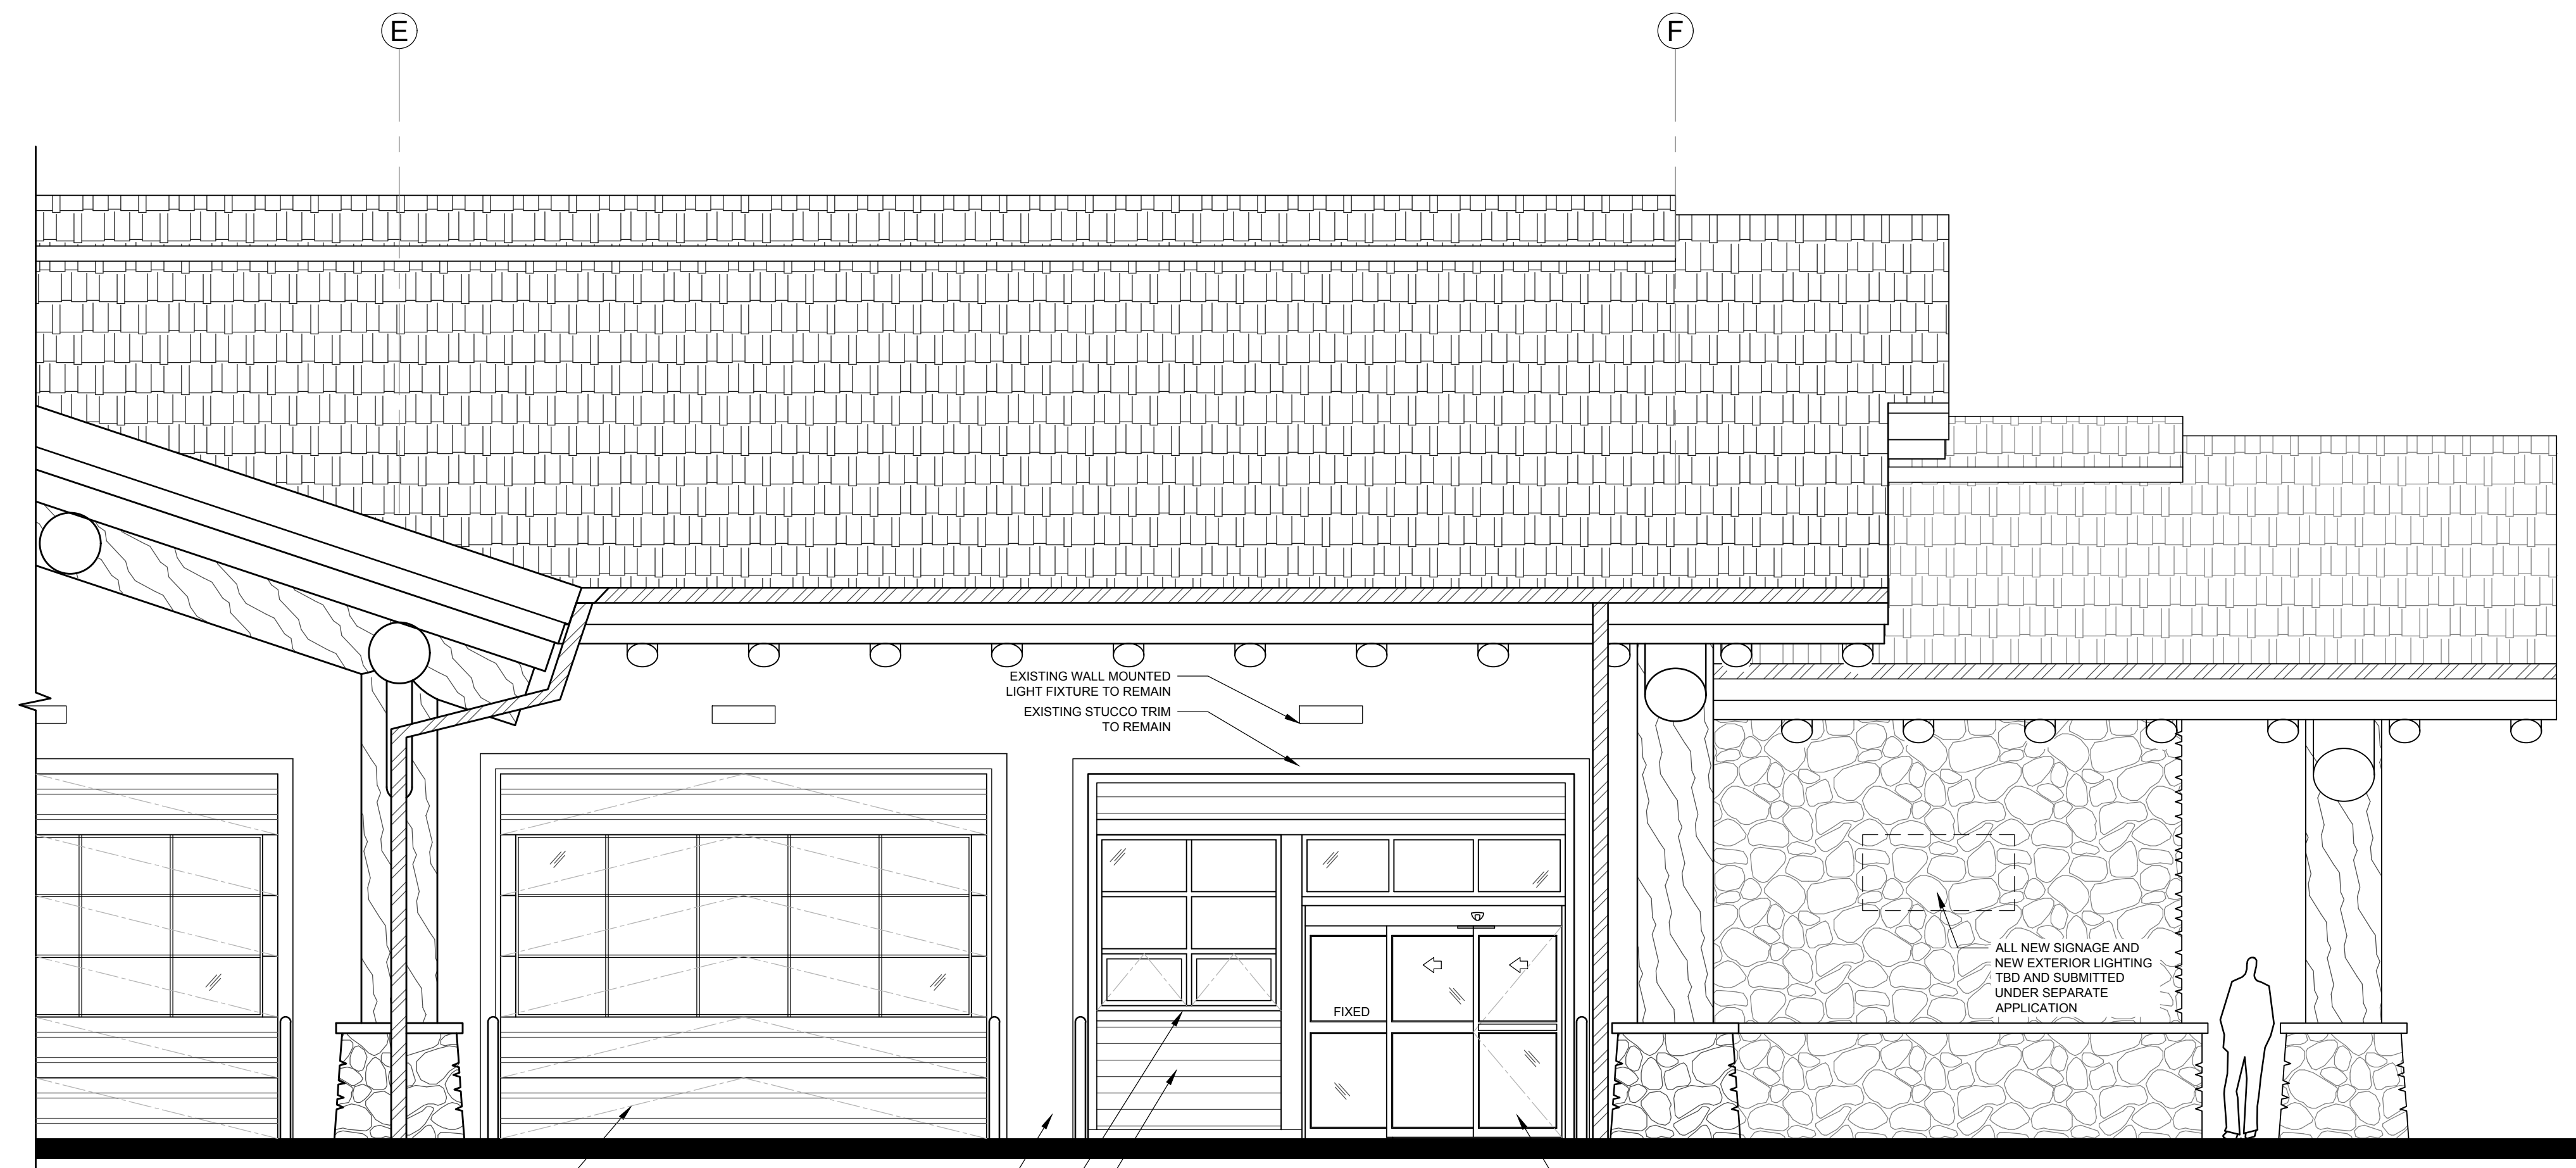 E
F
EXISTING WALL MOUNTED
LIGHT FIXTURE TO REMAIN
EXISTING STUCCO TRIM
TO REMAIN
ALL NEW SIGNAGE AND
NEW EXTERIOR LIGHTING
TBD AND SUBMITTED
UNDER SEPARATE
APPLICATION
FIXED